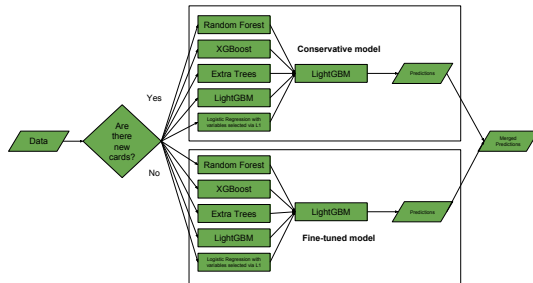 Random Forest
XGBoost
Conservative model
Extra Trees
LightGBM
Predictions
Yes
LightGBM
Logistic Regression with
variables selected via L1
Data
Are
there
new
cards?
Merged
Predictions
No
Random Forest
XGBoost
Extra Trees
LightGBM
Predictions
LightGBM
Fine-tuned model
Logistic Regression with
variables selected via L1